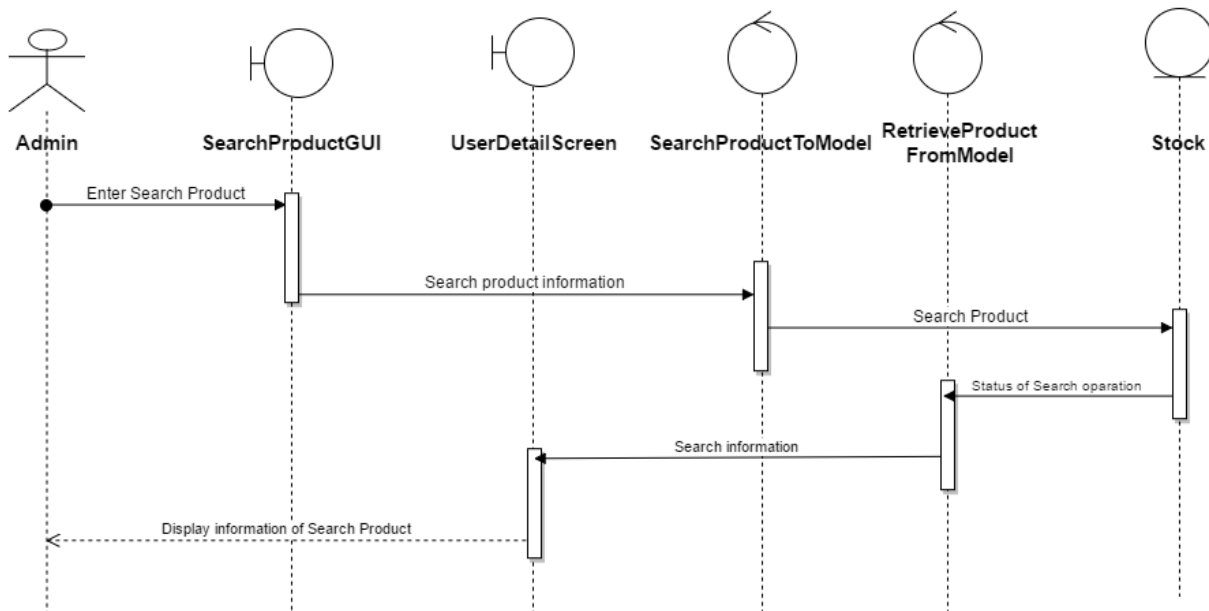 Admin
SearchProductGUI
UserDetailScreen
SearchProductToModel
RetrieveProduct
FromModel
Stock
Enter Search Product
Search product information
Search Product
Status of Search oparation
Search information
Display information of Search Product